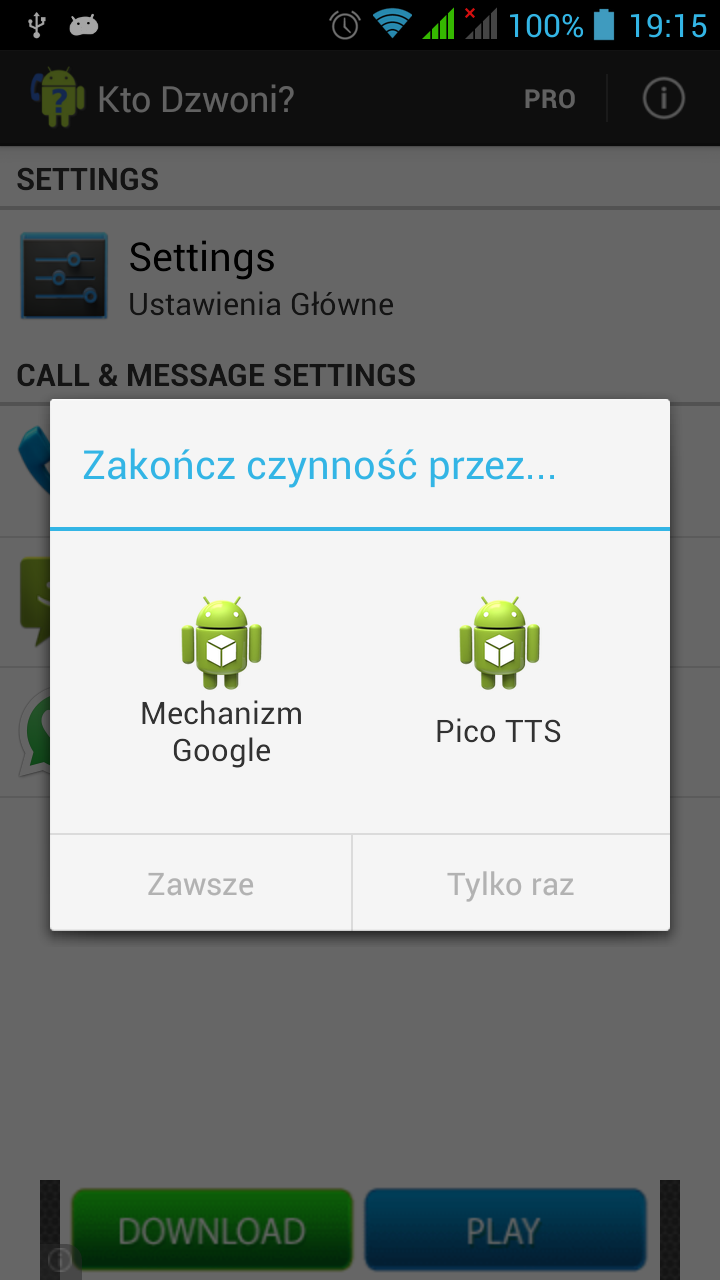 100% 19:15
Kto Dzwoni? PRO
SETTINGS
Settings
Ustawienia Główne
CALL & MESSAGE SETTINGS
Zakończ czynność przez...
Mechanizm
Google
Pico TTS
Zawsze
Tylko raz
DOWNLOAD
PLAY